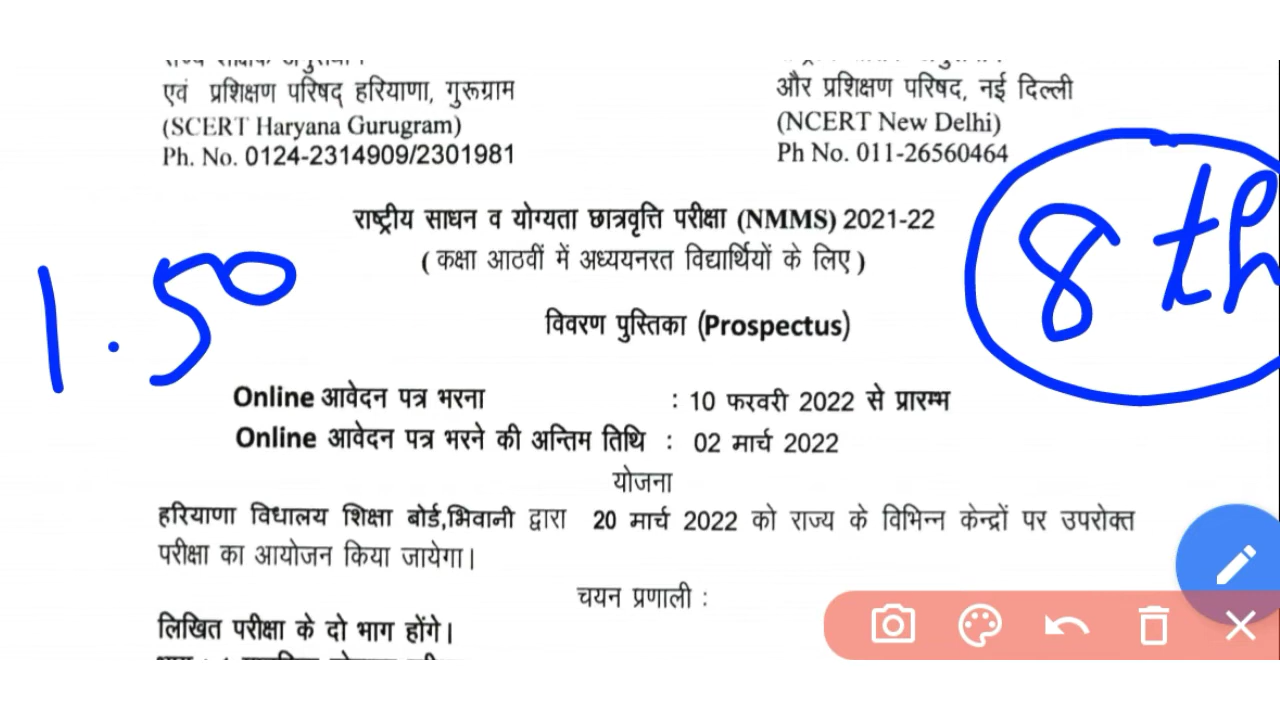 एवं प्रशिक्षण परिषद् हरियाणा, गुरूग्राम
(SCERT Haryana Gurugram)
Ph. No. 0124-2314909/2301981
और प्रशिक्षण परिषद, नई दिल्ली
(NCERT New Delhi)
Ph No. 011-26560464
8th
राष्ट्रीय साधन व योग्यता छात्रवृत्ति परीक्षा (NMMS) 2021-22
( कक्षा आठवीं में अध्ययनरत विद्यार्थियों के लिए )
1.50
विवरण पुस्तिका (Prospectus)
Online आवेदन पत्र भरना : 10 फरवरी 2022 से प्रारम्भ
Online आवेदन पत्र भरने की अन्तिम तिथि : 02 मार्च 2022
योजना
हरियाणा विधालय शिक्षा बोर्ड,भिवानी द्वारा 20 मार्च 2022 को राज्य के विभिन्न केन्द्रों पर उपरोक्त
परीक्षा का आयोजन किया जायेगा।
चयन प्रणाली :
लिखित परीक्षा के दो भाग होंगे।